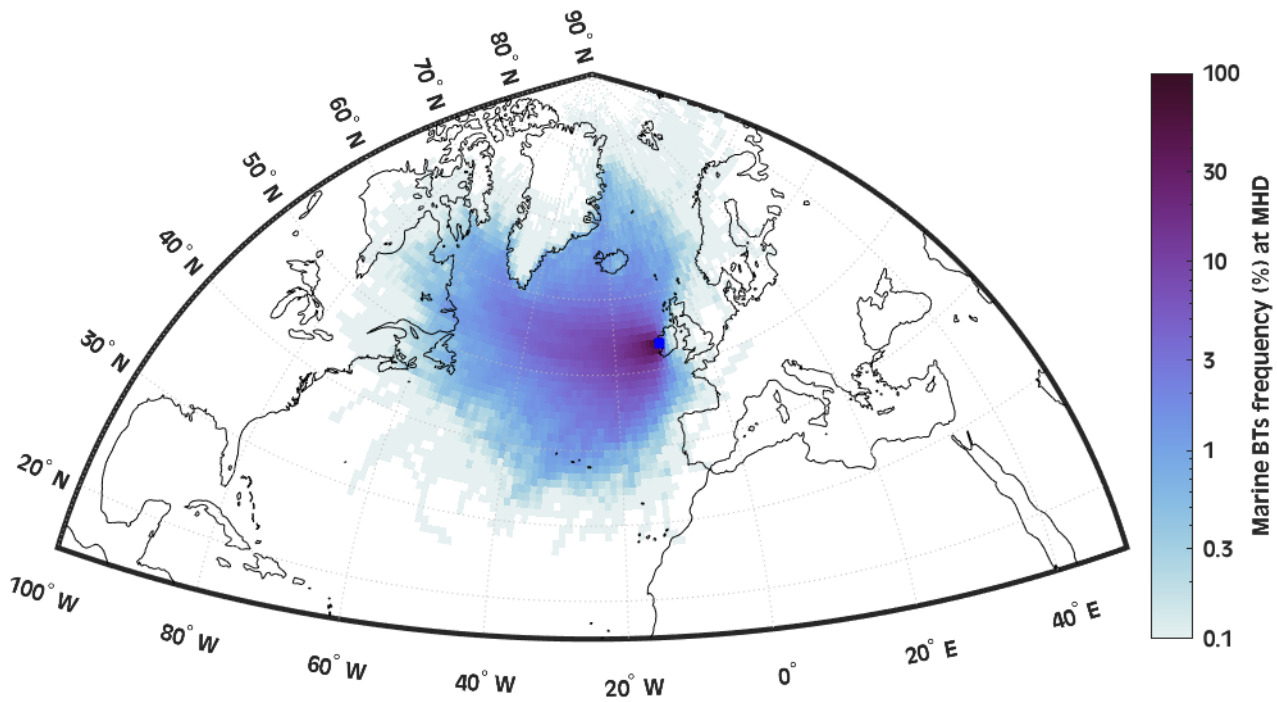 90° N
80° N
70° N
60° N
50° N
40° N
30° N
20° N
100° W
80° W
60° W
40° W
20° W
0°
20° E
40° E
100
30
10
3
1
0.3
0.1
Marine BTs frequency (%) at MHD